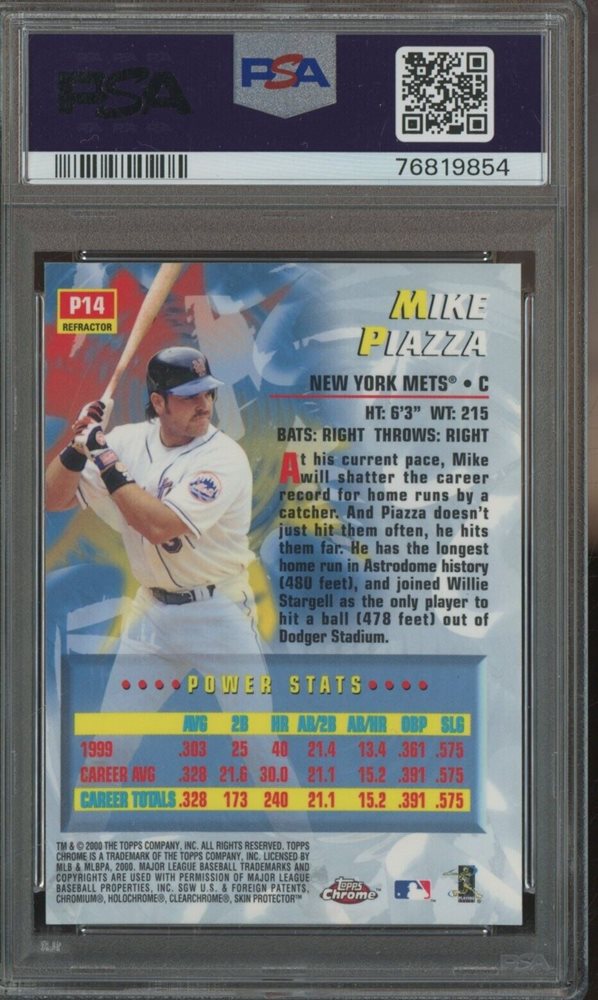 PSA
PSA
76819854
P14
REFRACTOR
MIKE
PIAZZA
NEW YORK METS® • C
HT: 6'3" WT: 215
BATS: RIGHT THROWS: RIGHT
At his current pace, Mike
will shatter the career
record for home runs by a
catcher. And Piazza doesn't
just hit them often, he hits
them far. He has the longest
home run in Astrodome history
(480 feet), and joined Willie
Stargell as the only player to
hit a ball (478 feet) out of
Dodger Stadium.
POWER STATS
AVG 2B HR AB/2B AB/HR OBP SLG
1999 .303 25 40 21.4 13.4 .361 .575
CAREER AVG .328 21.6 30.0 21.1 15.2 .391 .575
CAREER TOTALS .328 173 240 21.1 15.2 .391 .575
TM & © 2000 THE TOPPS COMPANY, INC. ALL RIGHTS RESERVED. TOPPS
CHROME IS A TRADEMARK OF THE TOPPS COMPANY, INC. LICENSED BY
MLB & MLBPA, 2000. MAJOR LEAGUE BASEBALL TRADEMARKS AND
COPYRIGHTS ARE USED WITH PERMISSION OF MAJOR LEAGUE
BASEBALL PROPERTIES, INC. SGW U.S. & FOREIGN PATENTS.
CHROMIUM®, HOLOCHROME®, CLEARCHROME®, SKIN PROTECTOR™
Topps
Chrome
PSA